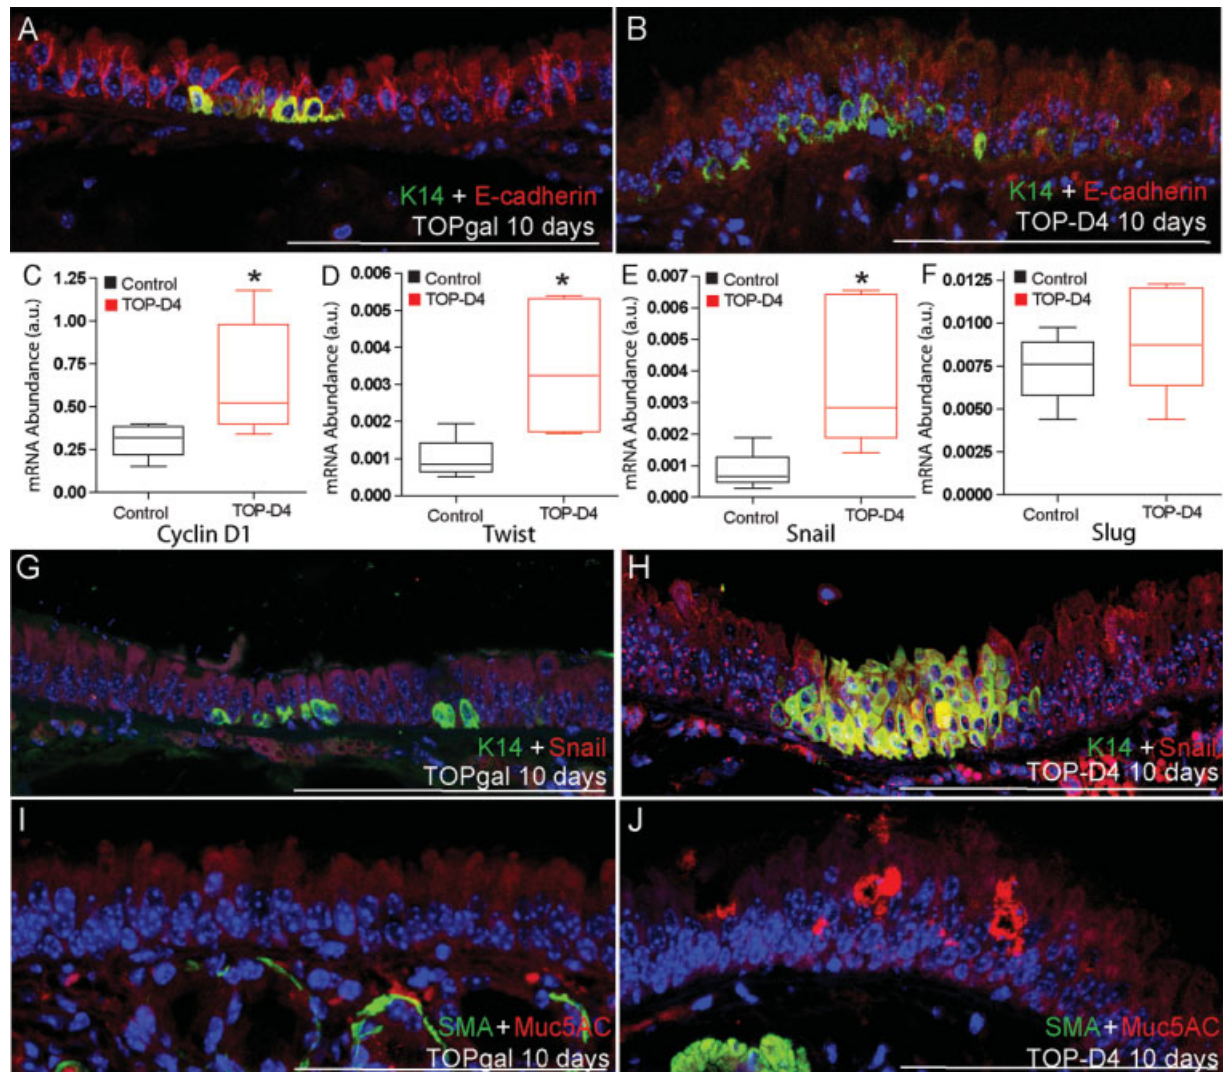 A
K14 + E-cadherin
TOPgal 10 days
B
K14 + E-cadherin
TOP-D4 10 days
C
Control
TOP-D4
*
mRNA Abundance (a.u.)
1.25
1.00
0.75
0.50
0.25
0.00
Control
TOP-D4
Cyclin D1
D
Control
TOP-D4
*
mRNA Abundance (a.u.)
0.006
0.005
0.004
0.003
0.002
0.001
0.000
Control
TOP-D4
Twist
E
Control
TOP-D4
*
mRNA Abundance (a.u.)
0.007
0.006
0.005
0.004
0.003
0.002
0.001
0.000
Control
TOP-D4
Snail
F
Control
TOP-D4
mRNA Abundance (a.u.)
0.0125
0.0100
0.0075
0.0050
0.0025
0.0000
Control
TOP-D4
Slug
G
K14 + Snail
TOPgal 10 days
H
K14 + Snail
TOP-D4 10 days
I
SMA + Muc5AC
TOPgal 10 days
J
SMA + Muc5AC
TOP-D4 10 days